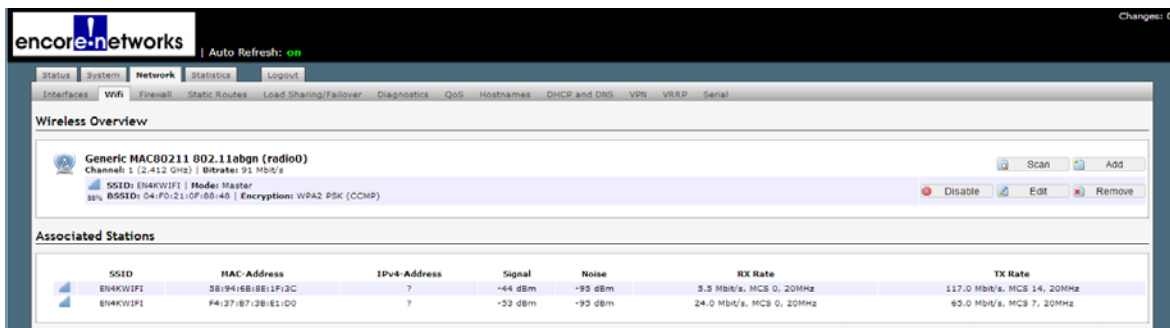 Changes: 0
encore networks
| Auto Refresh: on
Status System Network Statistics Logout
Interfaces Wifi Firewall Static Routes Load Sharing/Failover Diagnostics QoS Hostnames DHCP and DNS VPN VRRP Serial
Wireless Overview
Generic MAC80211 802.11abgn (radio0)
Channel: 1 (2.412 GHz) | Bitrate: 91 Mbit/s
Scan Add
SSID: EN4KWIFI | Mode: Master
88% BSSID: 04:F0:21:0F:88:48 | Encryption: WPA2 PSK (CCMP)
Disable Edit Remove
Associated Stations
SSID MAC-Address IPv4-Address Signal Noise RX Rate TX Rate
EN4KWIFI 58:94:6B:8E:1F:3C ? -44 dBm -95 dBm 5.5 Mbit/s, MCS 0, 20MHz 117.0 Mbit/s, MCS 14, 20MHz
EN4KWIFI F4:37:B7:3B:E1:D0 ? -53 dBm -95 dBm 24.0 Mbit/s, MCS 0, 20MHz 65.0 Mbit/s, MCS 7, 20MHz